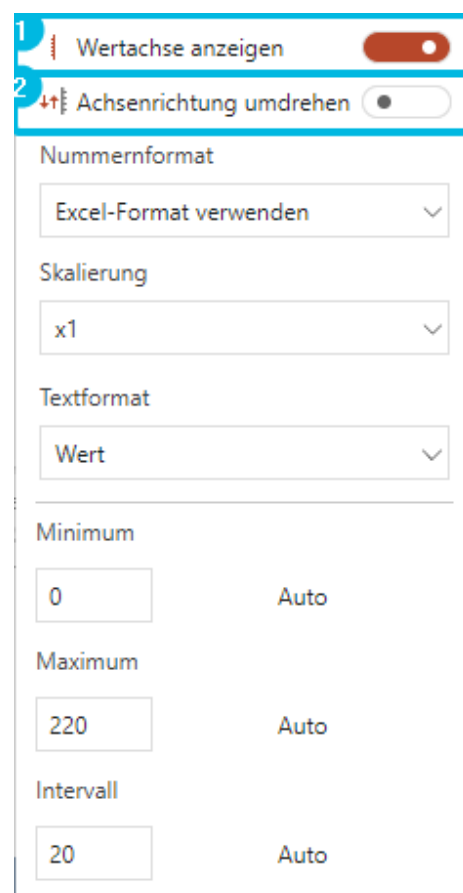 1
Wertachse anzeigen
2
Achsenrichtung umdrehen
Nummernformat
Excel-Format verwenden
Skalierung
x1
Textformat
Wert
Minimum
0 Auto
Maximum
220 Auto
Intervall
20 Auto